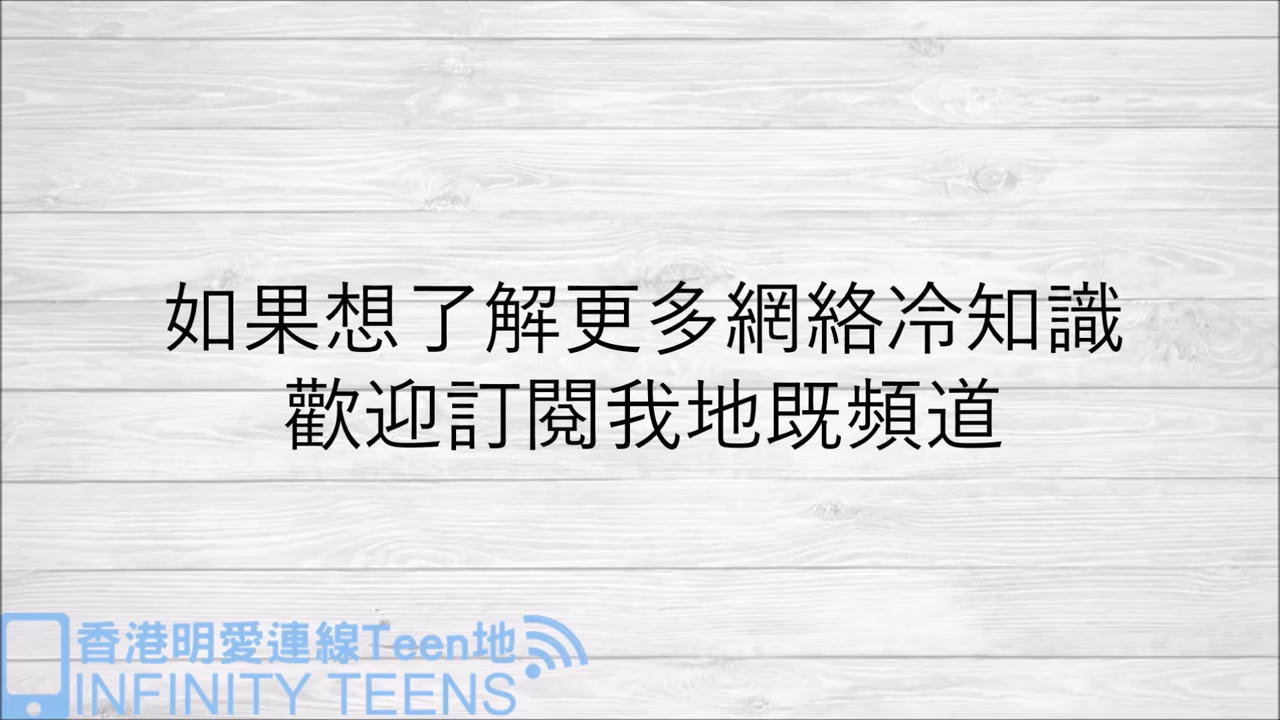 如果想了解更多網絡冷知識
歡迎訂閱我地既頻道
香港明愛連線Teen地
INFINITY TEENS